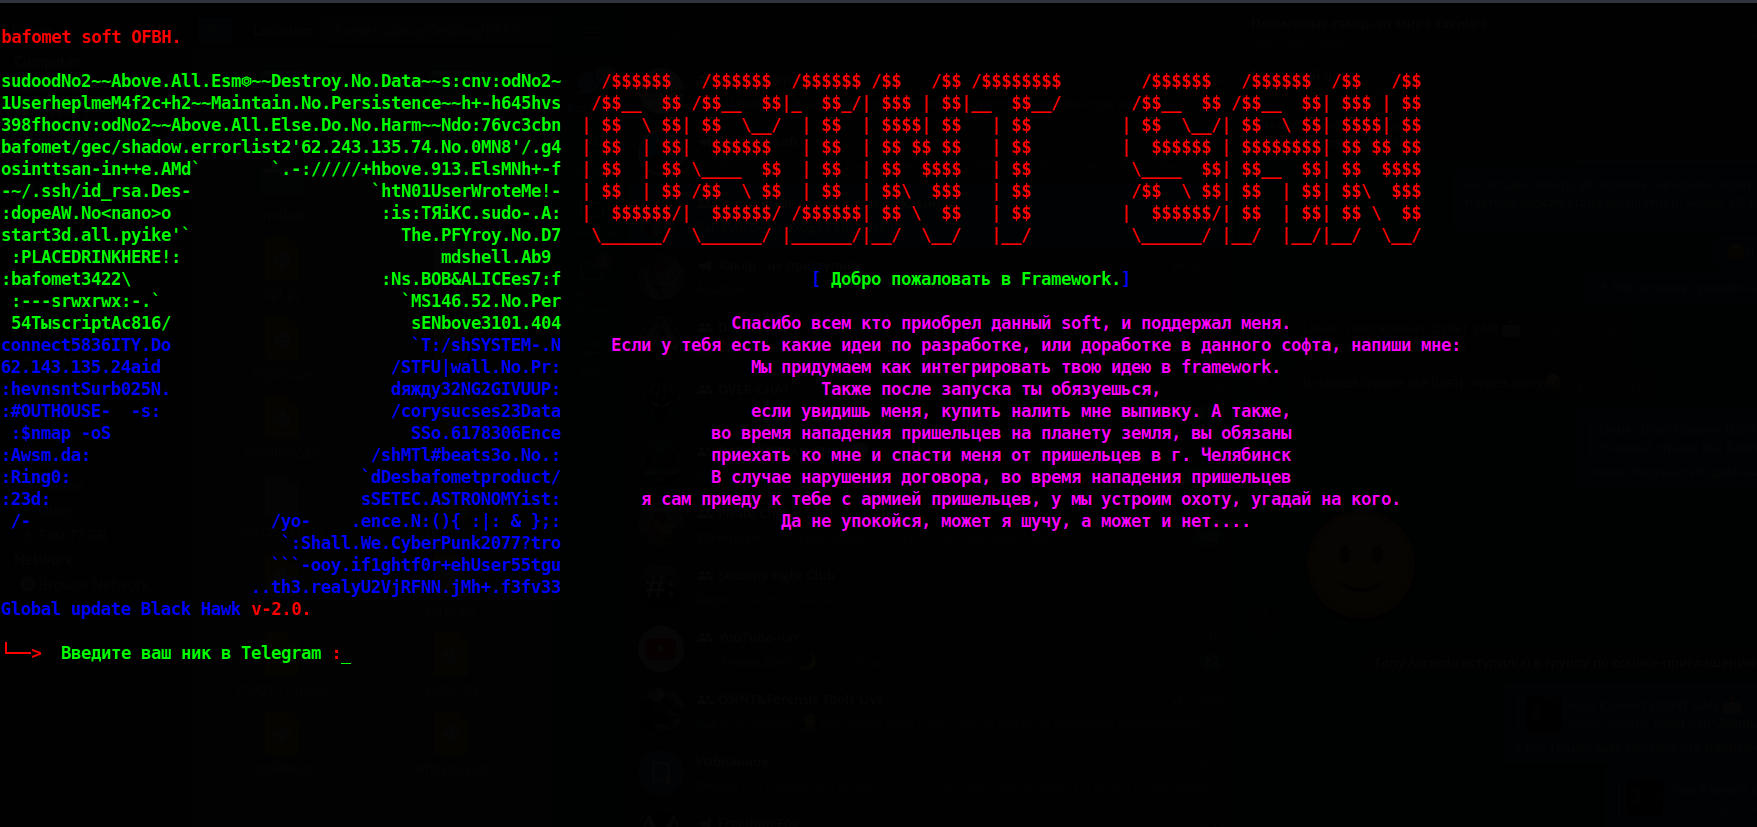 bafomet soft OFBH.
sudoodNo2~~Above.All.Esm©~~Destroy.No.Data~~s:cnv:odNo2~
1UserheplmeM4f2c+h2~~Maintain.No.Persistence~~h+-h645hvs
398fhocnv:odNo2~~Above.All.Else.Do.No.Harm~~Ndo:76vc3cbn
bafomet/gec/shadow.errorlist2'62.243.135.74.No.0MN8'/.g4
osinttsan-in++e.AMd`       `.-://///+hbove.913.ElsMNh+-f
-~/.ssh/id_rsa.Des-                  `htN01UserWroteMe!-
:dopeAW.No<nano>o                     :is:TЯiKC.sudo-.A:
start3d.all.pyike'`                     The.PFYroy.No.D7
:PLACEDRINKHERE!:                          mdshell.Ab9
:bafomet3422\                         :Ns.BOB&ALICEes7:f
:---srwxrwx:-.`                        `MS146.52.No.Per
54TыscriptAc816/                        sENbove3101.404
connect5836ITY.Do                        `T:/shSYSTEM-.N
62.143.135.24aid                       /STFU|wall.No.Pr:
:hevnsntSurb025N.                      dяжду32NG2GIVUUP:
:#OUTHOUSE-  -s:                       /corysucses23Data
:$nmap -oS                              SSo.6178306Ence
:Awsm.da:                            /shMTl#beats3o.No.:
:Ring0:                             `dDesbafometproduct/
:23d:                               sSETEC.ASTRONOMYist:
/-                        /yo-    .ence.N:(){ :|: & };:
`:Shall.We.CyberPunk2077?tro
```-ooy.if1ghtf0r+ehUser55tgu
..th3.realyU2VjRFNN.jMh+.f3fv33
Global update Black Hawk v-2.0.
OSINT SAN
[ Добро пожаловать в Framework.]
Спасибо всем кто приобрел данный soft, и поддержал меня.
Если у тебя есть какие идеи по разработке, или доработке в данного софта, напиши мне:
Мы придумаем как интегрировать твою идею в framework.
Также после запуска ты обязуешься,
если увидишь меня, купить налить мне выпивку. А также,
во время нападения пришельцев на планету земля, вы обязаны
приехать ко мне и спасти меня от пришельцев в г. Челябинск
В случае нарушения договора, во время нападения пришельцев
я сам приеду к тебе с армией пришельцев, у мы устроим охоту, угадай на кого.
Да не упокойся, может я шучу, а может и нет....
└──>  Введите ваш ник в Telegram :_